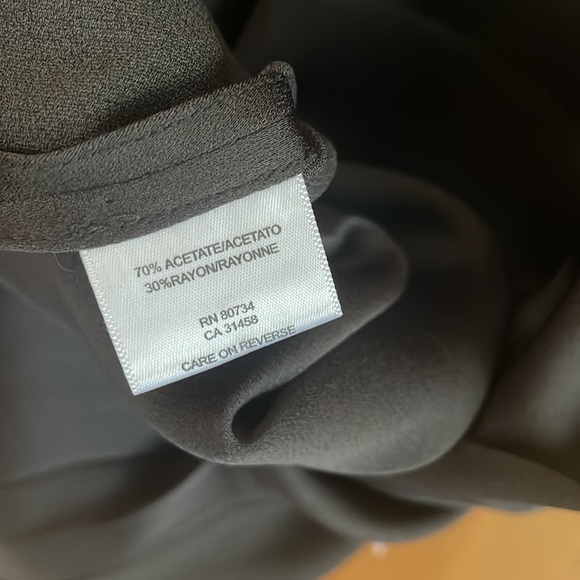 70% ACETATE/ACETATO
30%RAYON/RAYONNE
RN 80734
CA 31458
CARE ON REVERSE